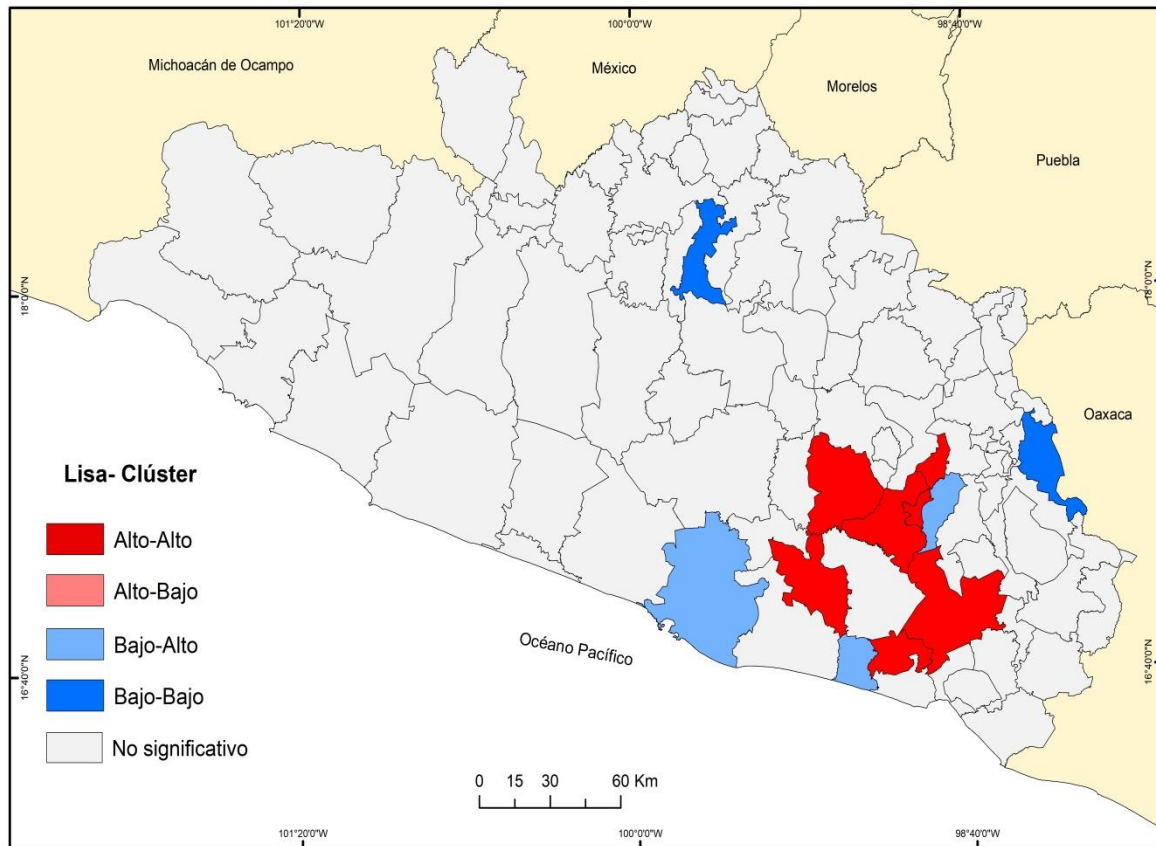 101°20'0"W
100°0'0"W
98°40'0"W
Michoacán de Ocampo
México
Morelos
Puebla
18°0'0"N
18°0'0"N
Oaxaca
Lisa- Clúster
Alto-Alto
Alto-Bajo
Bajo-Alto
Bajo-Bajo
No significativo
Océano Pacífico
16°40'0"N
16°40'0"N
0 15 30 60 Km
101°20'0"W
100°0'0"W
98°40'0"W